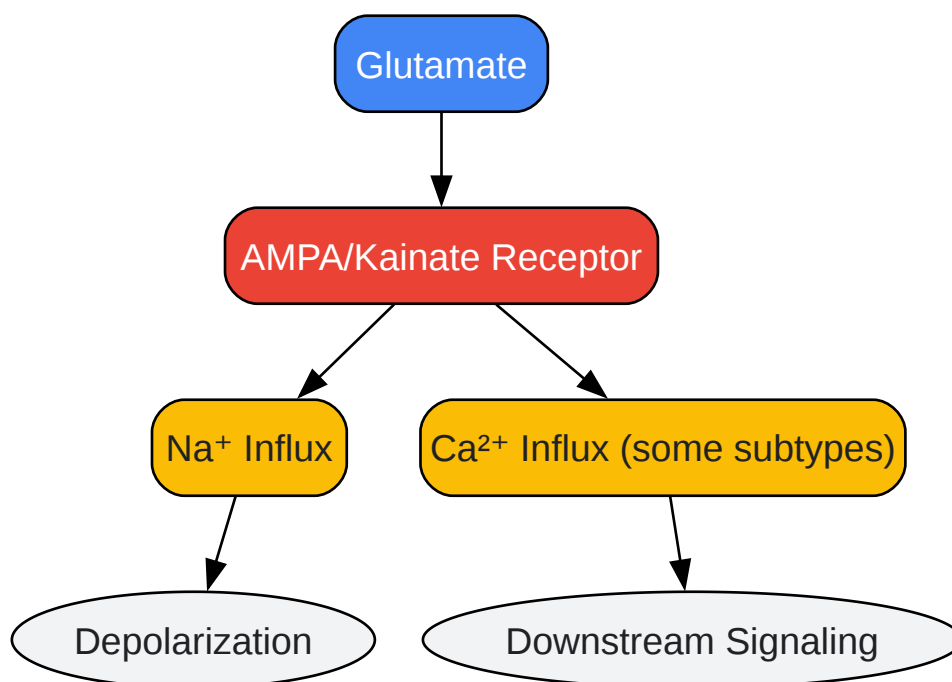 Glutamate
AMPA/Kainate Receptor
Na⁺ Influx
Ca²⁺ Influx (some subtypes)
Depolarization
Downstream Signaling